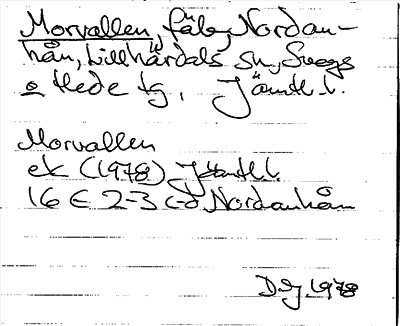 Morvallen, fäb, Nordan-
hån, Lillhärdals sn, Svegs
o Hede tg, Jämtl. l.
Morvallen
ek (1978) Jämtl. l.
16 E 2-3 c-d Nordanhån
1978